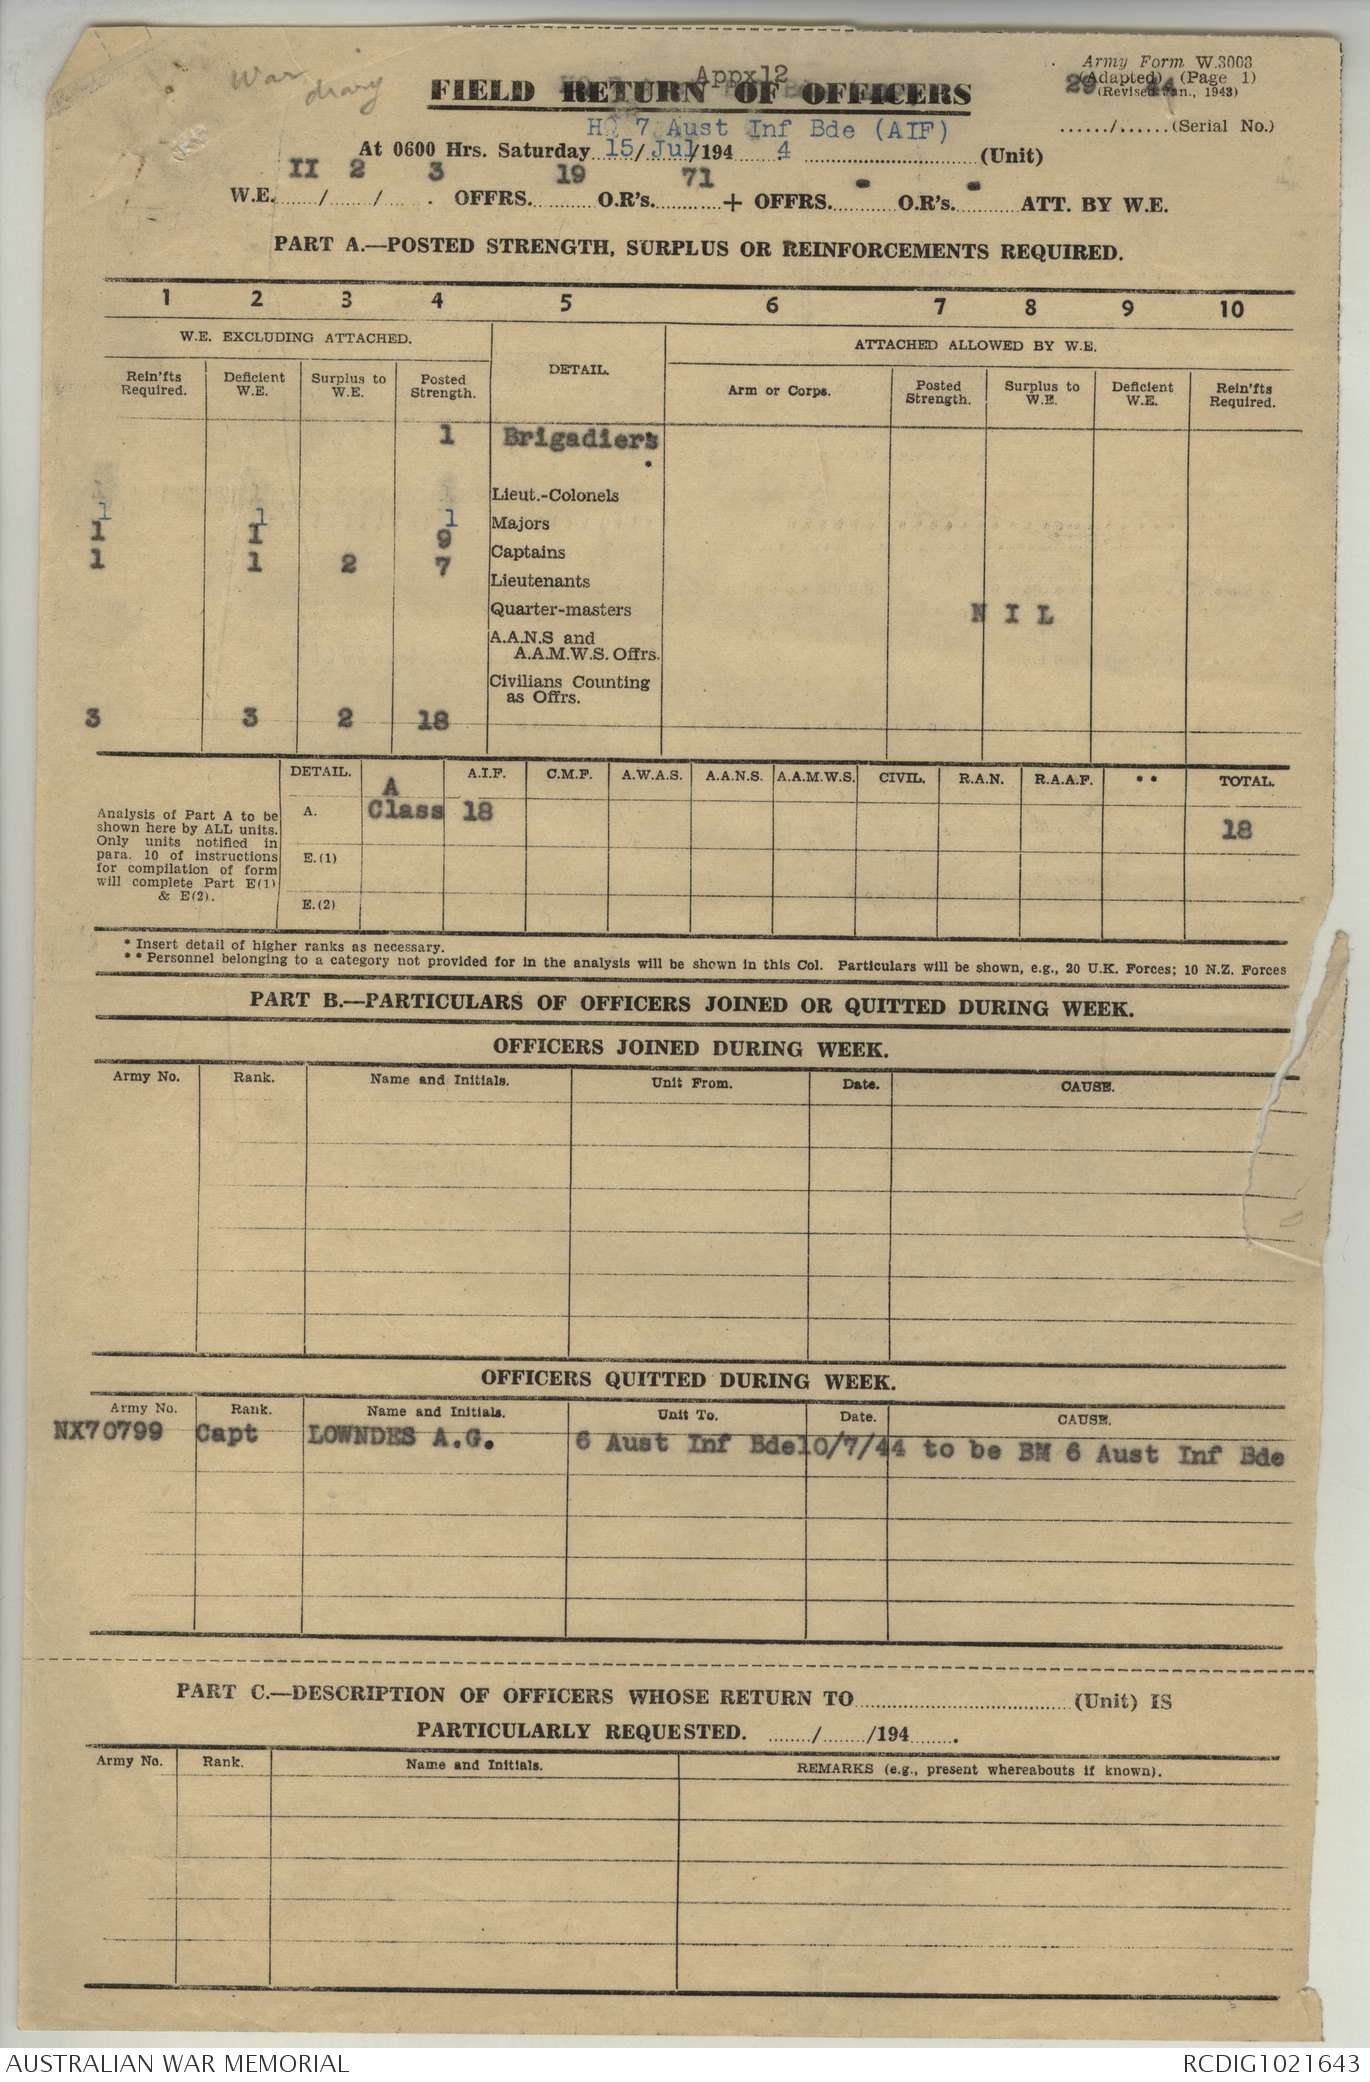 War
diary
Appx12
Army Form W.3008
(Adapted) (Page 1)
(Revised Jan., 1943)
29 44
FIELD RETURN OF OFFICERS
....../......(Serial No.)
HQ 7 Aust Inf Bde (AIF)
At 0600 Hrs. Saturday 15/Jul/194 4 (Unit)
W.E. II / 2 / 3 . OFFRS. 19 O.R's. 71 + OFFRS. - O.R's. - ATT. BY W.E.
PART A.—POSTED STRENGTH, SURPLUS OR REINFORCEMENTS REQUIRED.
1 2 3 4 5 6 7 8 9 10
W.E. EXCLUDING ATTACHED. DETAIL. ATTACHED ALLOWED BY W.E.
Rein'fts Required. Deficient W.E. Surplus to W.E. Posted Strength. Arm or Corps. Posted Strength. Surplus to W.E. Deficient W.E. Rein'fts Required.
1 Brigadiers
Lieut.-Colonels
1 1 1 Majors
1 1 9 Captains
1 1 2 7 Lieutenants
Quarter-masters
N I L
A.A.N.S and
A.A.M.W.S. Offrs.
Civilians Counting
as Offrs.
3 3 2 18
DETAIL. A.I.F. C.M.F. A.W.A.S. A.A.N.S. A.A.M.W.S. CIVIL. R.A.N. R.A.A.F. ** TOTAL.
Analysis of Part A to be
shown here by ALL units.
Only units notified in
para. 10 of instructions
for compilation of form
will complete Part E(1)
& E(2).
A. A Class 18 18
E.(1)
E.(2)
* Insert detail of higher ranks as necessary.
** Personnel belonging to a category not provided for in the analysis will be shown in this Col. Particulars will be shown, e.g., 20 U.K. Forces; 10 N.Z. Forces
PART B.—PARTICULARS OF OFFICERS JOINED OR QUITTED DURING WEEK.
OFFICERS JOINED DURING WEEK.
Army No. Rank. Name and Initials. Unit From. Date. CAUSE.
OFFICERS QUITTED DURING WEEK.
Army No. Rank. Name and Initials. Unit To. Date. CAUSE.
NX70799 Capt LOWNDES A.G. 6 Aust Inf Bde10/7/44 to be BM 6 Aust Inf Bde
PART C.—DESCRIPTION OF OFFICERS WHOSE RETURN TO (Unit) IS
PARTICULARLY REQUESTED. ......../......../194........
Army No. Rank. Name and Initials. REMARKS (e.g., present whereabouts if known).
AUSTRALIAN WAR MEMORIAL RCDIG1021643